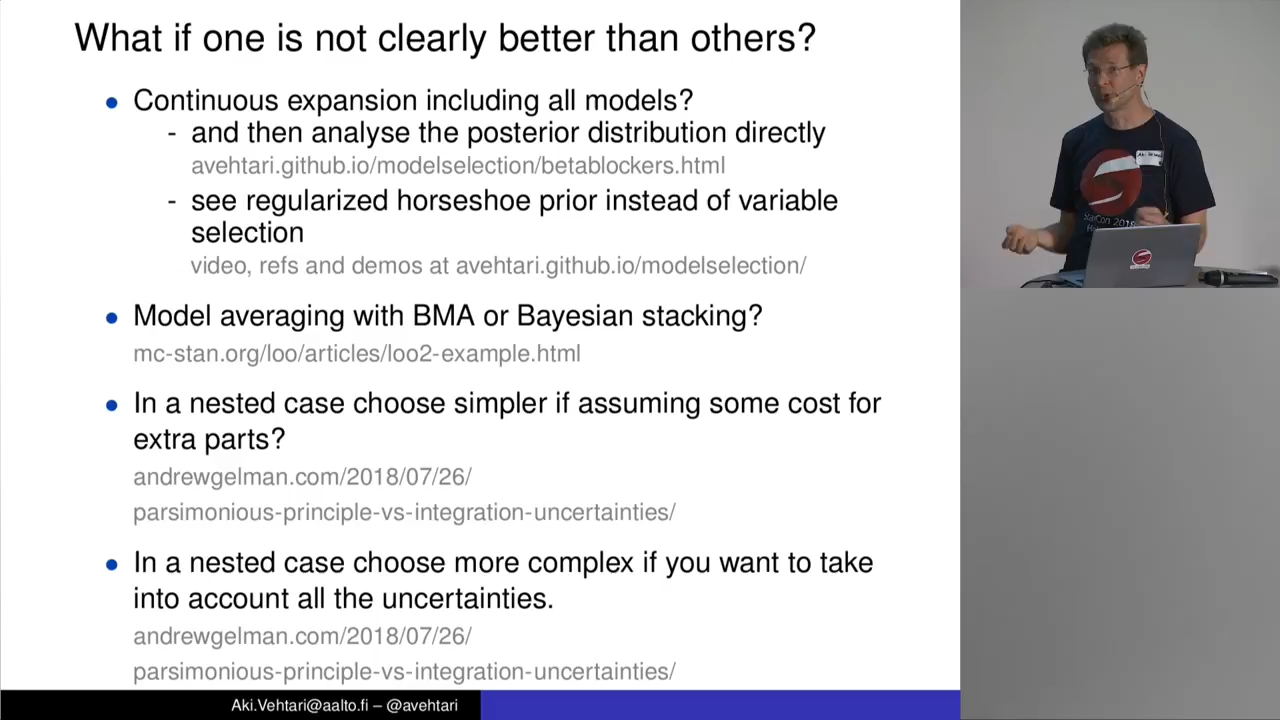 What if one is not clearly better than others?
• Continuous expansion including all models?
- and then analyse the posterior distribution directly
avehtari.github.io/modelselection/betablockers.html
- see regularized horseshoe prior instead of variable
selection
video, refs and demos at avehtari.github.io/modelselection/
• Model averaging with BMA or Bayesian stacking?
mc-stan.org/loo/articles/loo2-example.html
• In a nested case choose simpler if assuming some cost for
extra parts?
andrewgelman.com/2018/07/26/
parsimonious-principle-vs-integration-uncertainties/
• In a nested case choose more complex if you want to take
into account all the uncertainties.
andrewgelman.com/2018/07/26/
parsimonious-principle-vs-integration-uncertainties/
Aki.Vehtari@aalto.fi – @avehtari
StanCon 2018